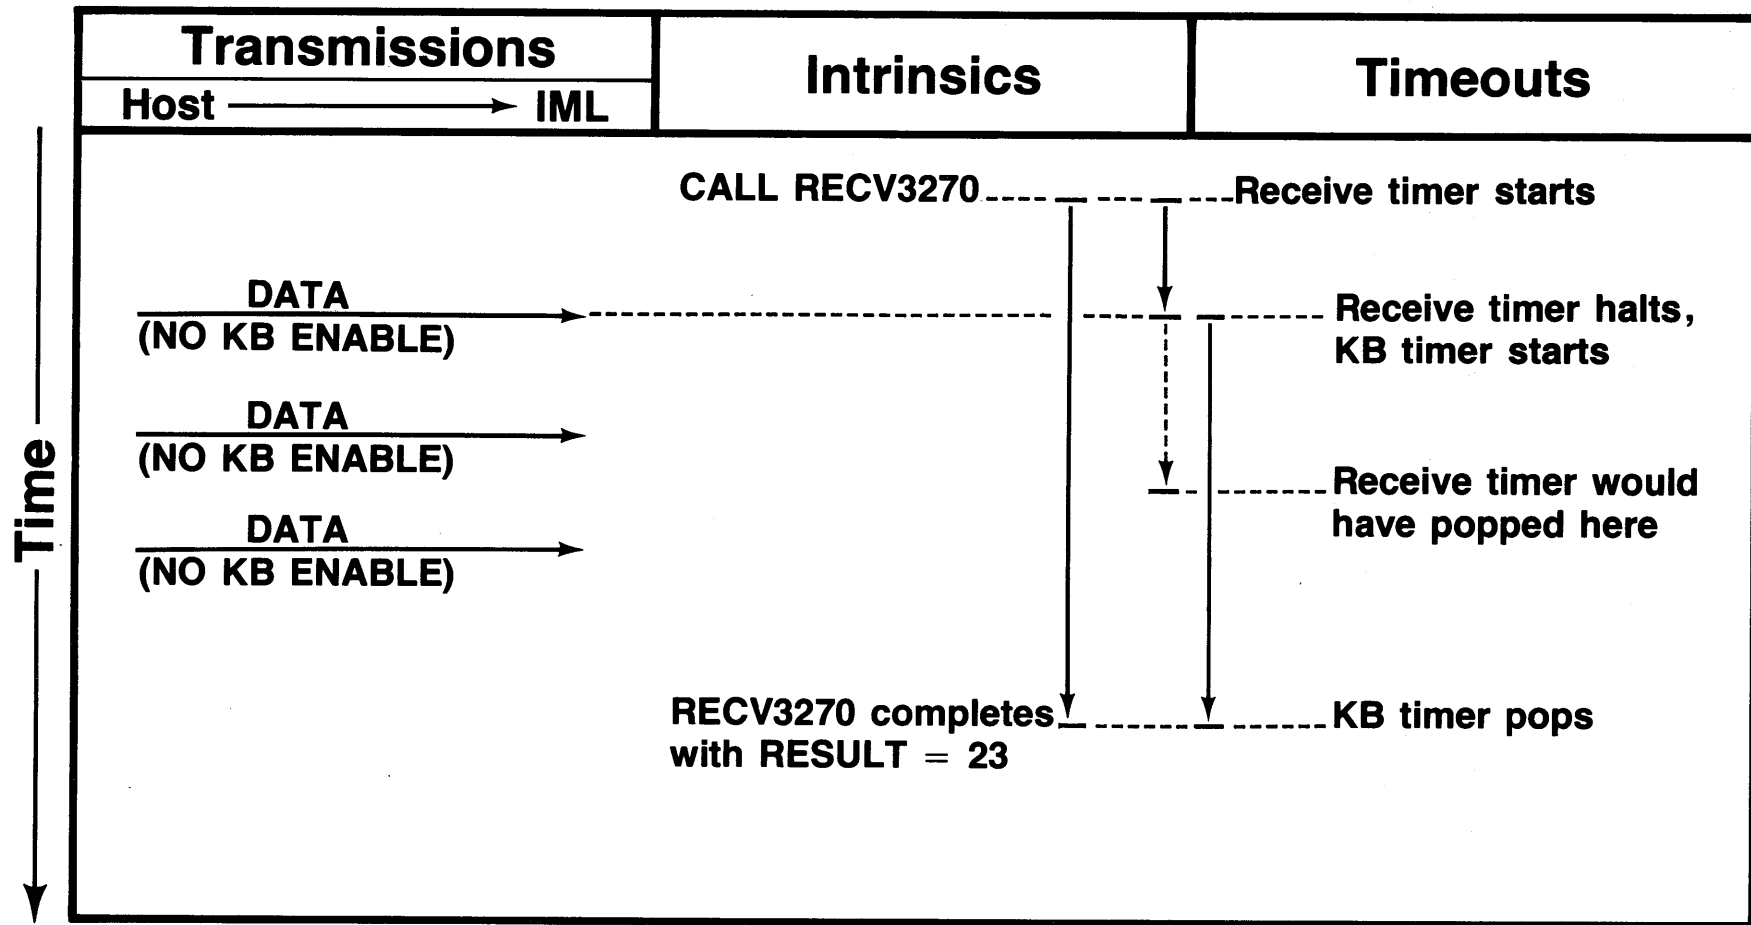 Transmissions
Host IML
Intrinsics
Timeouts
Time
CALL RECV3270
Receive timer starts
DATA
(NO KB ENABLE)
Receive timer halts,
KB timer starts
DATA
(NO KB ENABLE)
Receive timer would
have popped here
DATA
(NO KB ENABLE)
RECV3270 completes
with RESULT = 23
KB timer pops